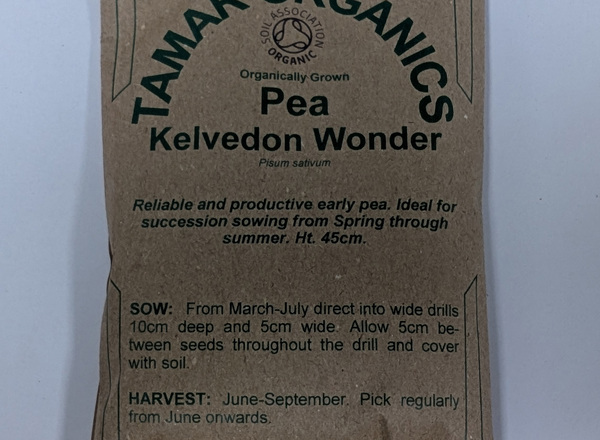 TAMAR ORGANICS
SOIL ASSOCIATION
ORGANIC
Organically Grown
Pea
Kelvedon Wonder
Pisum sativum
Reliable and productive early pea. Ideal for
succession sowing from Spring through
summer. Ht. 45cm.
SOW: From March-July direct into wide drills
10cm deep and 5cm wide. Allow 5cm be-
tween seeds throughout the drill and cover
with soil.
HARVEST: June-September. Pick regularly
from June onwards.